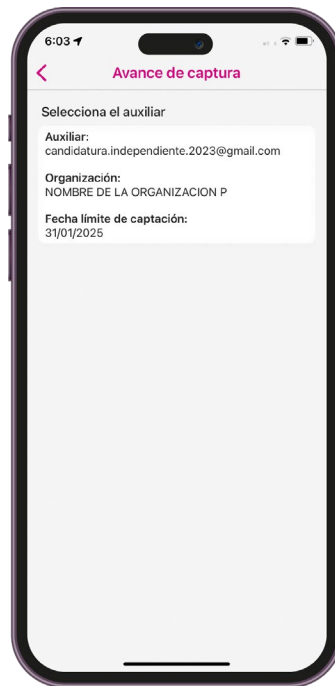 6:03
Avance de captura
Selecciona el auxiliar
Auxiliar:
candidatura.independiente.2023@gmail.com
Organización:
NOMBRE DE LA ORGANIZACION P
Fecha límite de captación:
31/01/2025